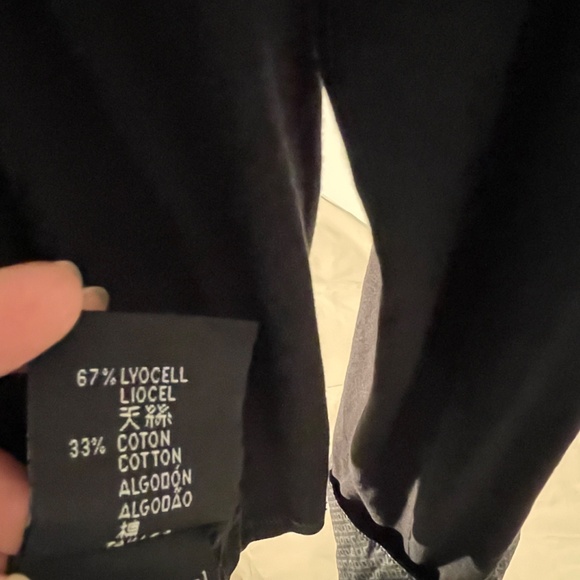 67% LYOCELL
LIOCEL
天絲
33% COTON
COTTON
ALGODÓN
ALGODÃO